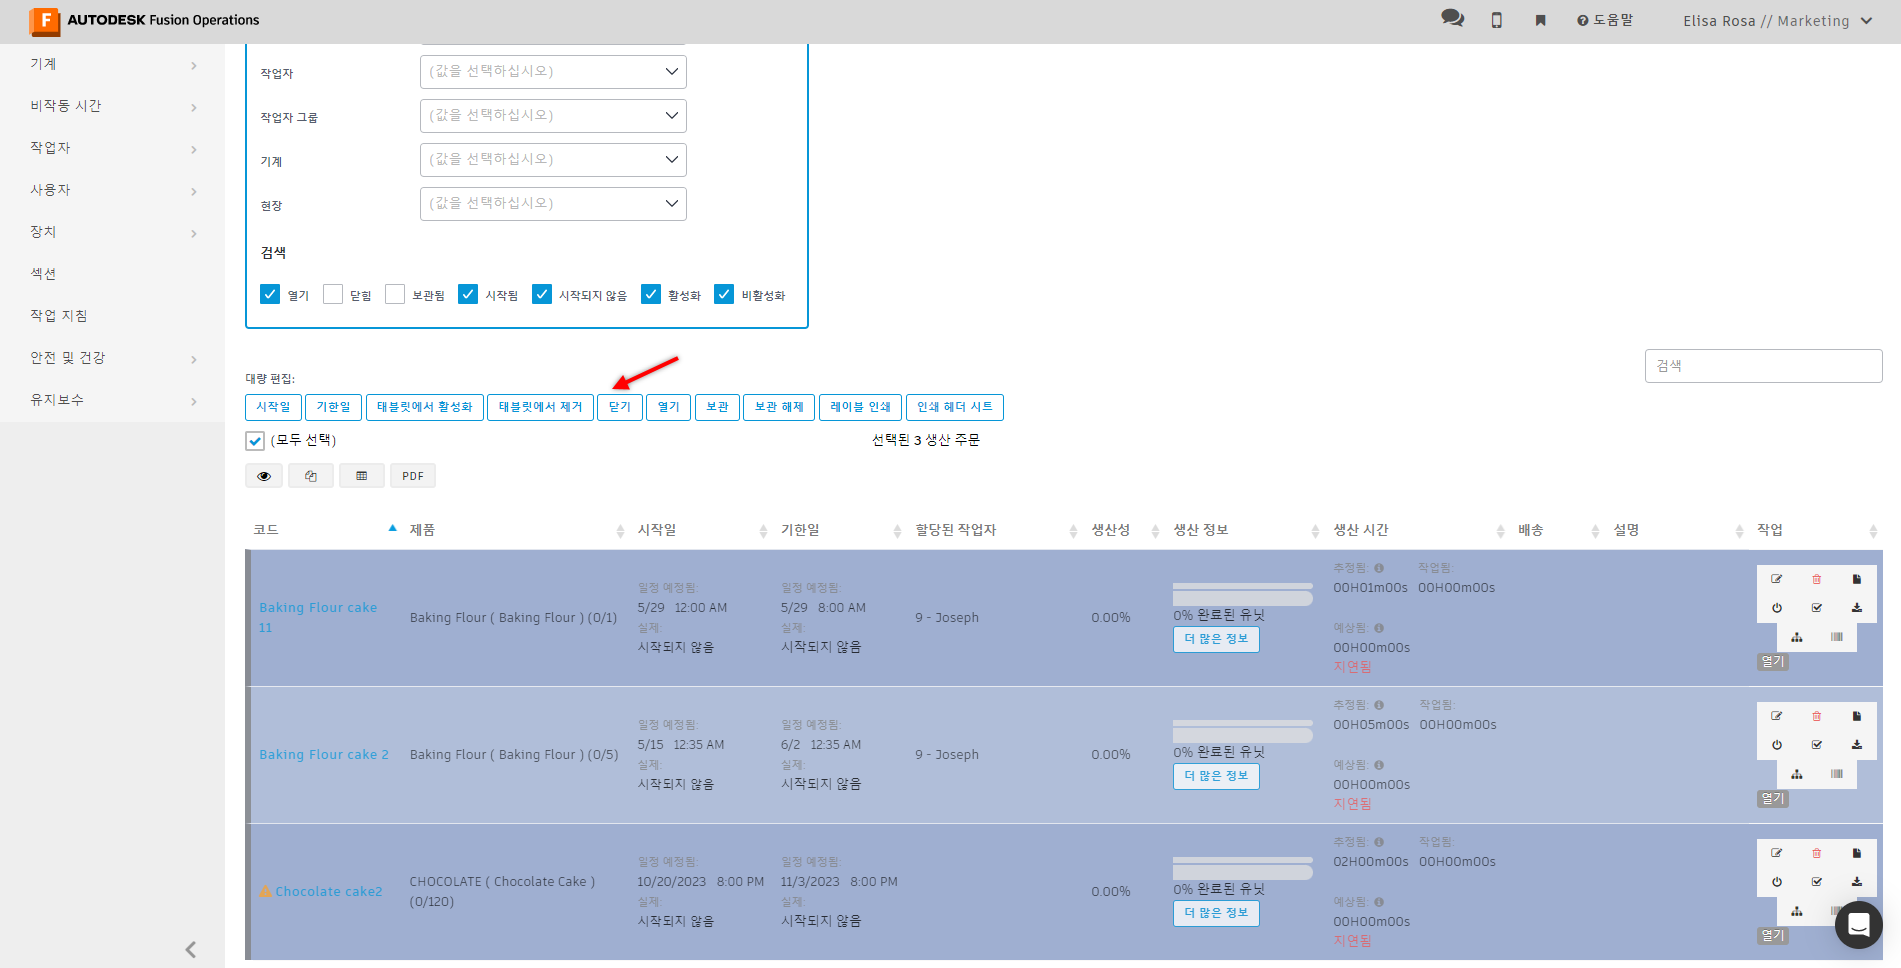 AUTODESK Fusion Operations
도움말
Elisa Rosa // Marketing
기계
비작동 시간
작업자
사용자
장치
섹션
작업 지침
안전 및 건강
유지보수
작업자 (값을 선택하십시오)
작업자 그룹 (값을 선택하십시오)
기계 (값을 선택하십시오)
현장 (값을 선택하십시오)
검색
열기 닫힘 보관됨 시작됨 시작되지 않음 활성화 비활성화
검색
대량 편집:
시작일 기한일 태블릿에서 활성화 태블릿에서 제거 닫기 열기 보관 보관 해제 레이블 인쇄 인쇄 헤더 시트
(모두 선택) 선택된 3 생산 주문
PDF
코드 제품 시작일 기한일 할당된 작업자 생산성 생산 정보 생산 시간 배송 설명 작업
Baking Flour cake
11
Baking Flour ( Baking Flour ) (0/1)
일정 예정됨:
5/29 12:00 AM
실제:
시작되지 않음
일정 예정됨:
5/29 8:00 AM
실제:
시작되지 않음
9 - Joseph
0.00%
0% 완료된 유닛
더 많은 정보
추정됨: 작업됨:
00H01m00s 00H00m00s
예상됨:
00H00m00s
지연됨
열기
Baking Flour cake 2
Baking Flour ( Baking Flour ) (0/5)
일정 예정됨:
5/15 12:35 AM
실제:
시작되지 않음
일정 예정됨:
6/2 12:35 AM
실제:
시작되지 않음
9 - Joseph
0.00%
0% 완료된 유닛
더 많은 정보
추정됨: 작업됨:
00H05m00s 00H00m00s
예상됨:
00H00m00s
지연됨
열기
Chocolate cake2
CHOCOLATE ( Chocolate Cake )
(0/120)
일정 예정됨:
10/20/2023 8:00 PM
실제:
시작되지 않음
일정 예정됨:
11/3/2023 8:00 PM
실제:
시작되지 않음
0.00%
0% 완료된 유닛
더 많은 정보
추정됨: 작업됨:
02H00m00s 00H00m00s
예상됨:
00H00m00s
지연됨
열기